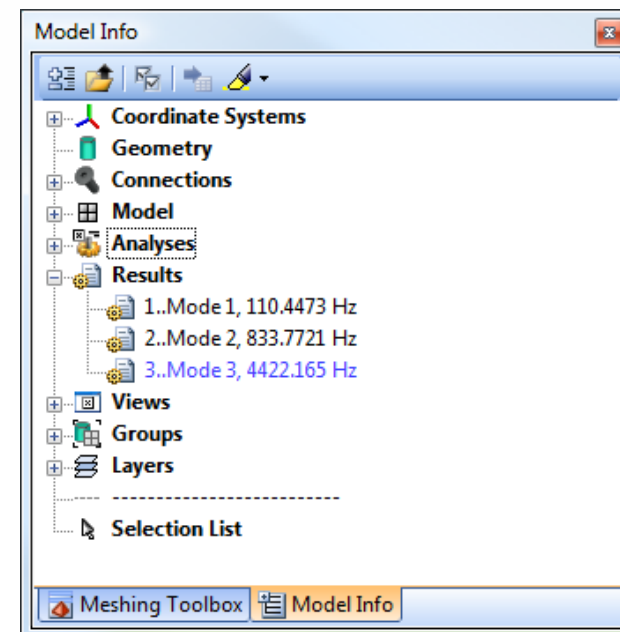 Model Info
Coordinate Systems
Geometry
Connections
Model
Analyses
Results
1..Mode 1, 110.4473 Hz
2..Mode 2, 833.7721 Hz
3..Mode 3, 4422.165 Hz
Views
Groups
Layers
--------------------------
Selection List
Meshing Toolbox Model Info